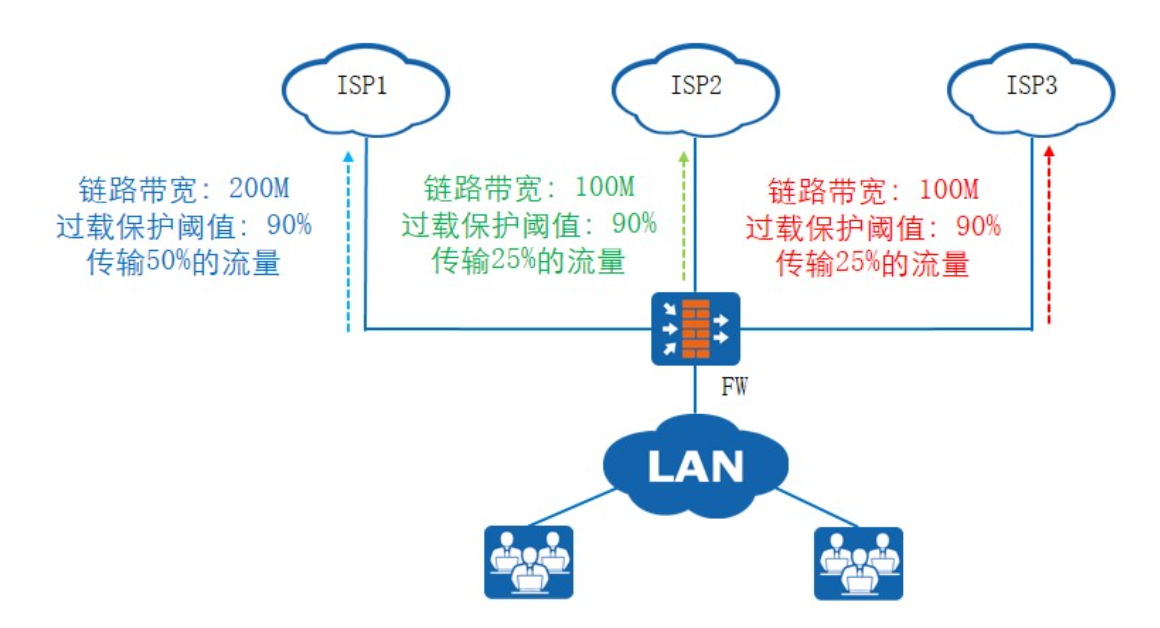 ISP1
ISP2
ISP3
链路带宽：200M
过载保护阈值：90%
传输50%的流量
链路带宽：100M
过载保护阈值：90%
传输25%的流量
链路带宽：100M
过载保护阈值：90%
传输25%的流量
FW
LAN